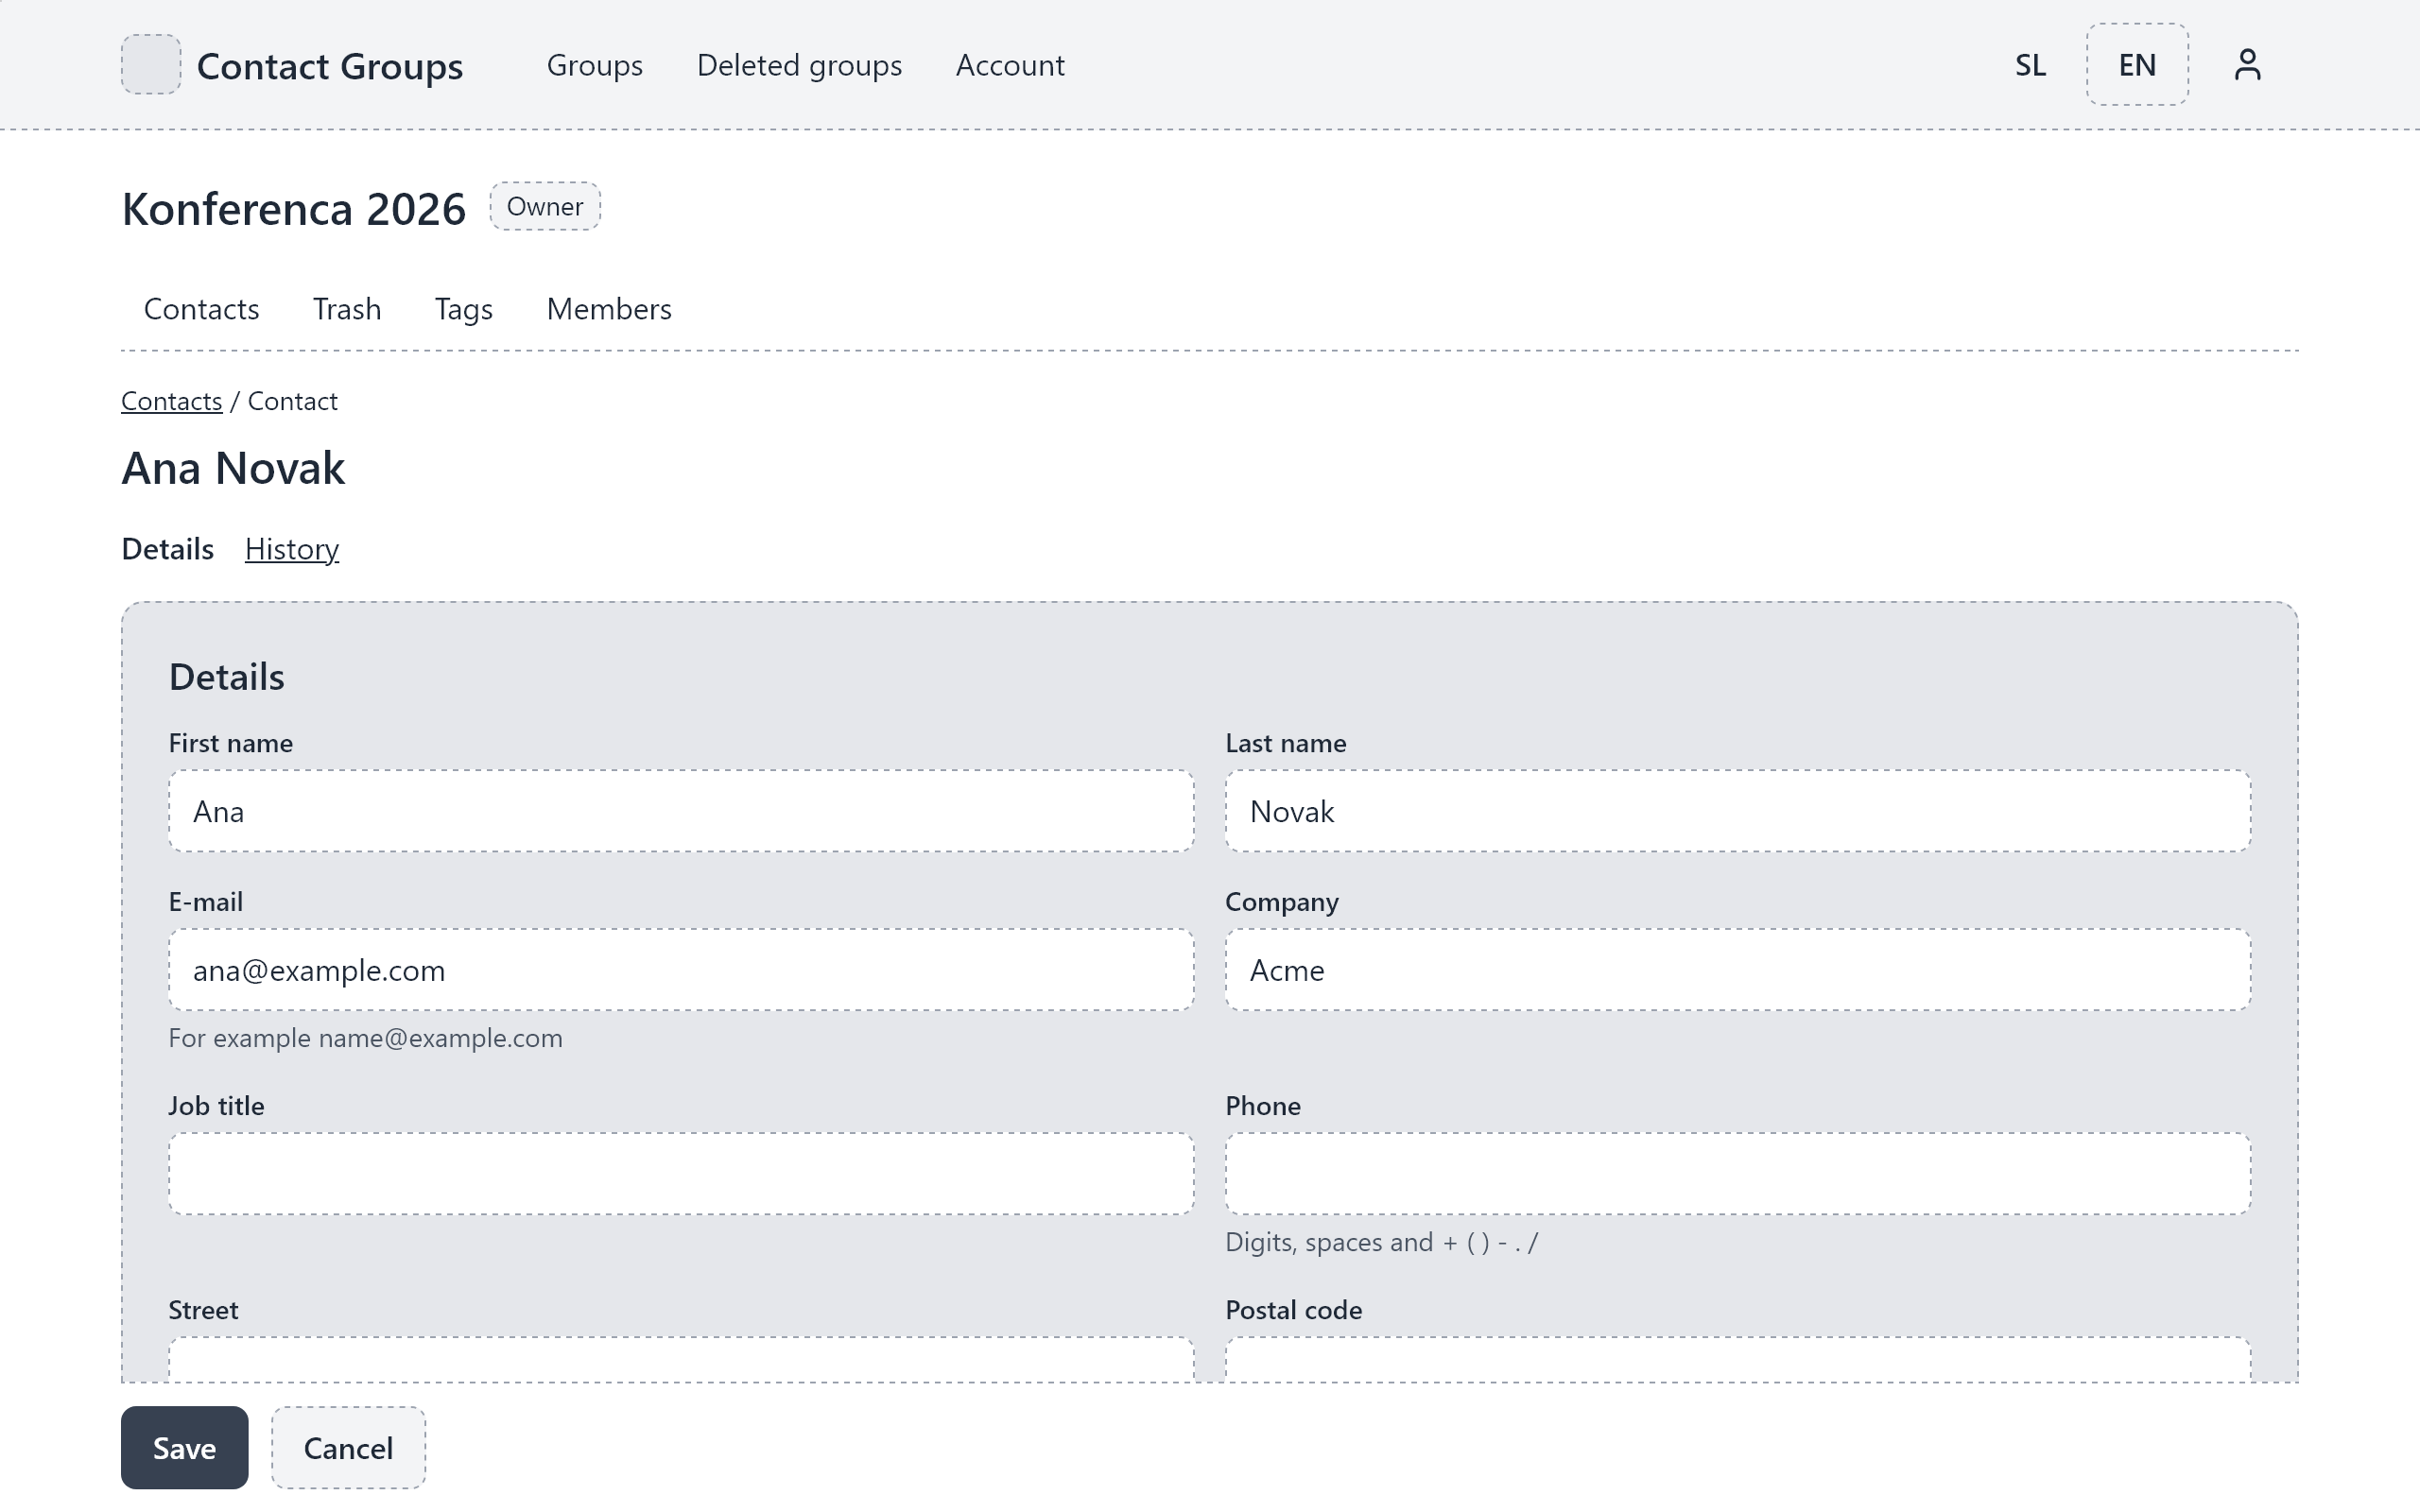 Contact Groups Groups Deleted groups Account SL EN
Konferenca 2026 Owner
Contacts Trash Tags Members
Contacts / Contact
Ana Novak
Details History
Details
First name Last name
Ana Novak
E-mail Company
ana@example.com Acme
For example name@example.com
Job title Phone
Digits, spaces and + ( ) - . /
Street Postal code
Save Cancel